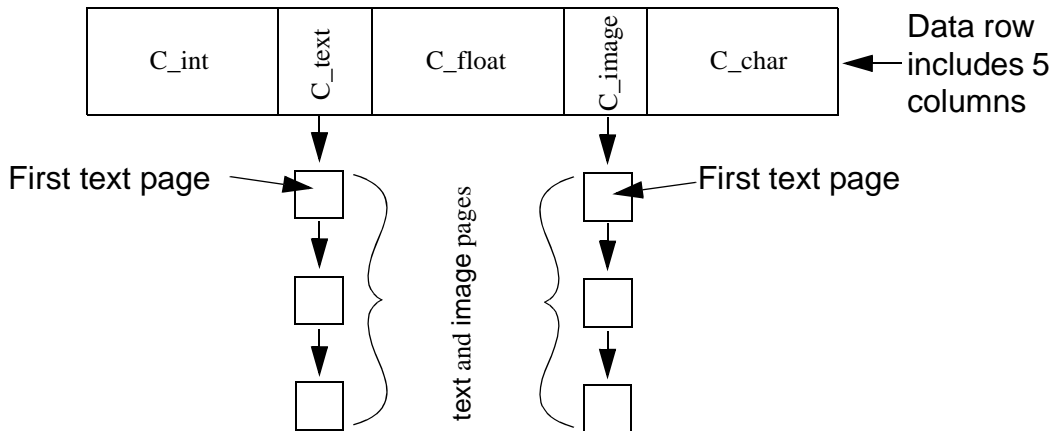 C_int
C_text
C_float
C_image
C_char
Data row
includes 5
columns
First text page
First text page
text and image pages